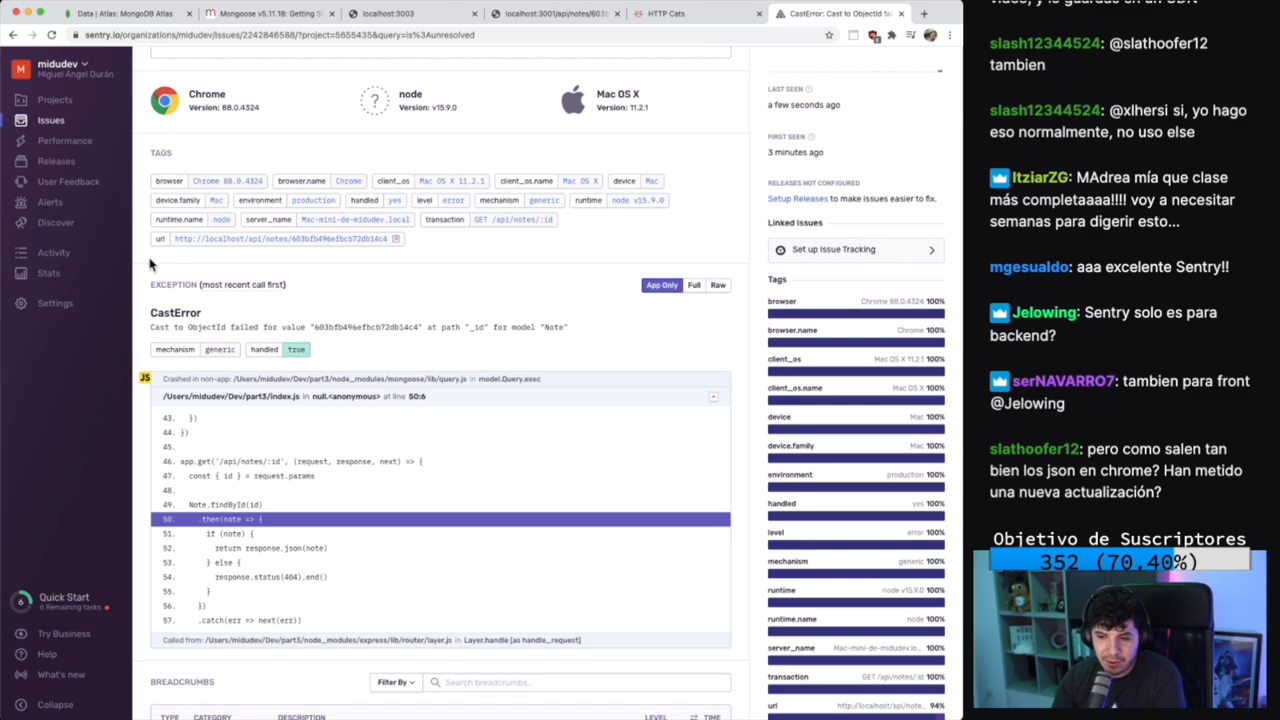 Data | Atlas: MongoDB Atlas
Mongoose v5.11.18: Getting S
localhost:3003
localhost:3001/api/notes/603b
HTTP Cats
CastError: Cast to ObjectId fa
sentry.io/organizations/midudev/issues/2242846588/?project=5655435&query=is%3Aunresolved
M
midudev
Miguel Ángel Durán
Projects
Issues
Performance
Releases
User Feedback
Alerts
Discover
Activity
Stats
Settings
6
Quick Start
6 Remaining tasks
Try Business
Help
What's new
Collapse
Chrome
Version: 88.0.4324
?
node
Version: v15.9.0
Mac OS X
Version: 11.2.1
TAGS
browser Chrome 88.0.4324 browser.name Chrome client_os Mac OS X 11.2.1 client_os.name Mac OS X device Mac
device.family Mac environment production handled yes level error mechanism generic runtime node v15.9.0
runtime.name node server_name Mac-mini-de-midudev.local transaction GET /api/notes/:id
url http://localhost/api/notes/603bfb496efbcb72db14c4
EXCEPTION (most recent call first)
App Only Full Raw
CastError
Cast to ObjectId failed for value "603bfb496efbcb72db14c4" at path "_id" for model "Note"
mechanism generic handled true
JS
Crashed in non-app: /Users/midudev/Dev/part3/node_modules/mongoose/lib/query.js in model.Query.exec
/Users/midudev/Dev/part3/index.js in null.<anonymous> at line 50:6
43. })
44. })
45.
46. app.get('/api/notes/:id', (request, response, next) => {
47. const { id } = request.params
48.
49. Note.findById(id)
50. .then(note => {
51. if (note) {
52. return response.json(note)
53. } else {
54. response.status(404).end()
55. }
56. })
57. .catch(err => next(err))
Called from: /Users/midudev/Dev/part3/node_modules/express/lib/router/layer.js in Layer.handle [as handle_request]
BREADCRUMBS
Filter By
Search breadcrumbs...
TYPE CATEGORY DESCRIPTION LEVEL TIME
LAST SEEN
a few seconds ago
FIRST SEEN
3 minutes ago
RELEASES NOT CONFIGURED
Setup Releases to make issues easier to fix.
Linked Issues
Set up Issue Tracking
Tags
browser Chrome 88.0.4324 100%
browser.name Chrome 100%
client_os Mac OS X 11.2.1 100%
client_os.name Mac OS X 100%
device Mac 100%
device.family Mac 100%
environment production 100%
handled yes 100%
level error 100%
mechanism generic 100%
runtime node v15.9.0 100%
runtime.name node 100%
server_name Mac-mini-de-midudev.lo... 100%
transaction GET /api/notes/:id 100%
url http://localhost/api/note... 94%
video, y lo guardas en un CDN
slash12344524: @slathoofer12
tambien
slash12344524: @xlhersi si, yo hago
eso normalmente, no uso else
ItziarZG: MAdrea mía que clase
más completada!!! Voy a necesitar
semanas para digerir esto...
mgesualdo: aaa excelente Sentry!!
Jelowing: Sentry solo es para
backend?
serNAVARRO7: tambien para front
@Jelowing
slathoofer12: pero como salen tan
bien los json en chrome? Han metido
una nueva actualización?
Objetivo de Suscriptores
352 (70.40%)